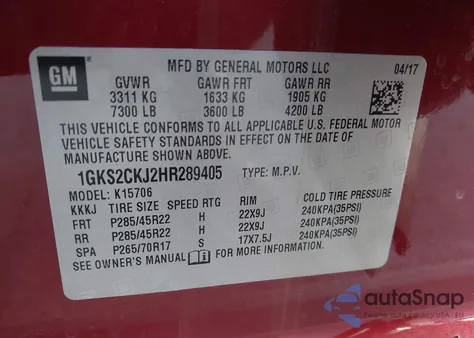 GM
MFD BY GENERAL MOTORS LLC 04/17
GVWR GAWR FRT GAWR RR
3311 KG 1633 KG 1905 KG
7300 LB 3600 LB 4200 LB
THIS VEHICLE CONFORMS TO ALL APPLICABLE U.S. FEDERAL MOTOR
VEHICLE SAFETY, BUMPER, AND THEFT PREVENTION
STANDARDS IN EFFECT ON THE DATE OF
MANUFACTURE SHOWN ABOVE.
1GKS2CKJ2HR289405 TYPE: M.P.V.
MODEL: K15706
KKKJ TIRE SIZE SPEED RTG RIM COLD TIRE PRESSURE
FRT P285/45R22 H 22X9J 240KPA(35PSI)
RR P285/45R22 H 22X9J 240KPA(35PSI)
SPA P265/70R17 S 17X7.5J 240KPA(35PSI)
SEE OWNER'S MANUAL FOR MORE INFORMATION.
autoSnap